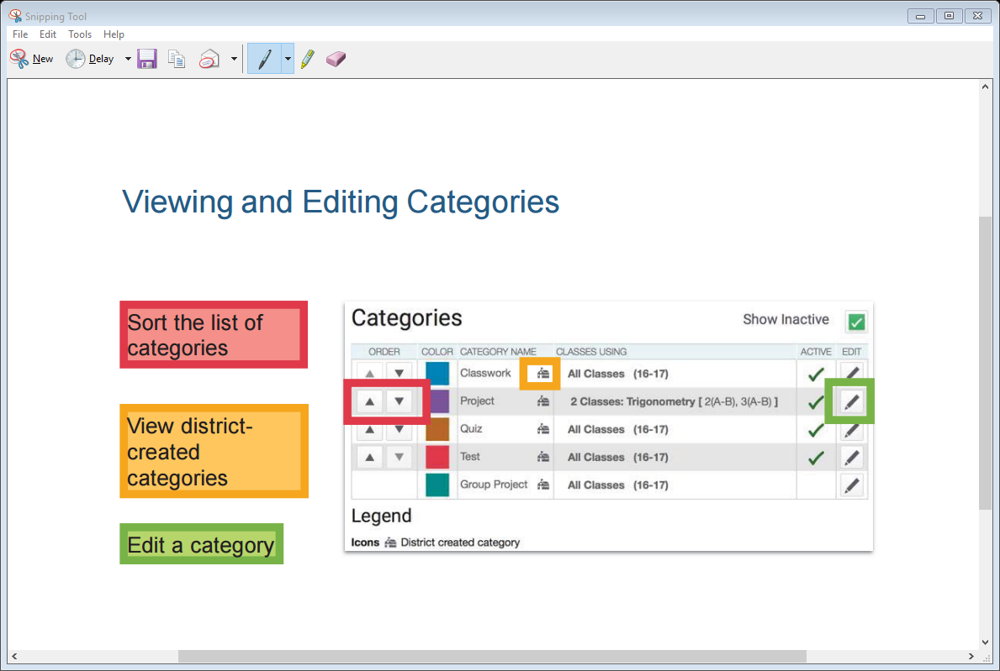 Snipping Tool
File Edit Tools Help
New Delay
Viewing and Editing Categories
Sort the list of
categories
View district-
created
categories
Edit a category
Categories
Show Inactive
ORDER COLOR CATEGORY NAME CLASSES USING ACTIVE EDIT
Classwork All Classes (16-17)
Project 2 Classes: Trigonometry [ 2(A-B), 3(A-B) ]
Quiz All Classes (16-17)
Test All Classes (16-17)
Group Project All Classes (16-17)
Legend
Icons District created category